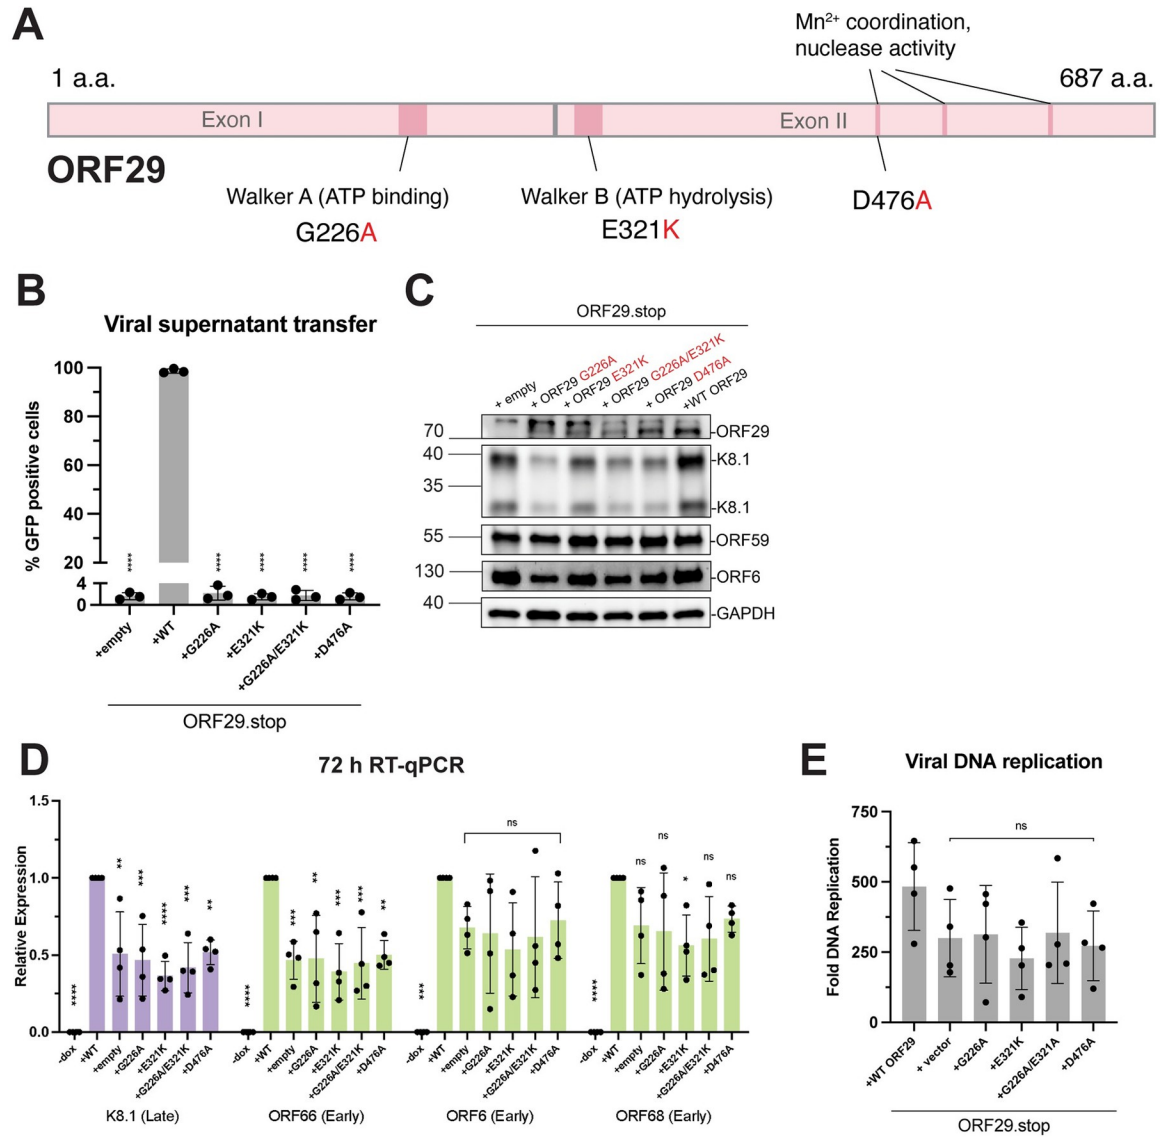 A
Mn²⁺ coordination,
nuclease activity
1 a.a.
687 a.a.
Exon I
Exon II
ORF29
Walker A (ATP binding)
G226A
Walker B (ATP hydrolysis)
E321K
D476A
B
Viral supernatant transfer
% GFP positive cells
100
80
60
40
20
4
0
****
****
****
****
****
+empty
+WT
+G226A
+E321K
+G226A/E321K
+D476A
ORF29.stop
C
ORF29.stop
+ empty
+ ORF29 G226A
+ ORF29 E321K
+ ORF29 G226A/E321K
+ ORF29 D476A
+WT ORF29
70
40
35
55
130
40
-ORF29
-K8.1
-K8.1
-ORF59
-ORF6
-GAPDH
D
72 h RT-qPCR
Relative Expression
1.5
1.0
0.5
0.0
****
**
***
****
***
**
****
***
**
***
***
**
***
ns
****
ns
ns
*
ns
ns
-dox
+WT
+empty
+G226A
+E321K
+G226A/E321K
+D476A
-dox
+WT
+empty
+G226A
+E321K
+G226A/E321K
+D476A
-dox
+WT
+empty
+G226A
+E321K
+G226A/E321K
+D476A
-dox
+WT
+empty
+G226A
+E321K
+G226A/E321K
+D476A
K8.1 (Late)
ORF66 (Early)
ORF6 (Early)
ORF68 (Early)
E
Viral DNA replication
Fold DNA Replication
750
500
250
0
ns
+WT ORF29
+ vector
+G226A
+E321K
+G226A/E321A
+D476A
ORF29.stop